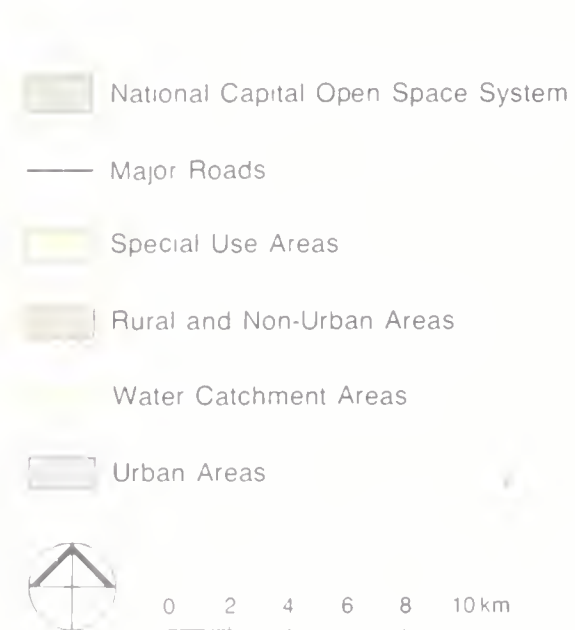 National Capital Open Space System
Major Roads
Special Use Areas
Rural and Non-Urban Areas
Water Catchment Areas
Urban Areas
0 2 4 6 8 10 km